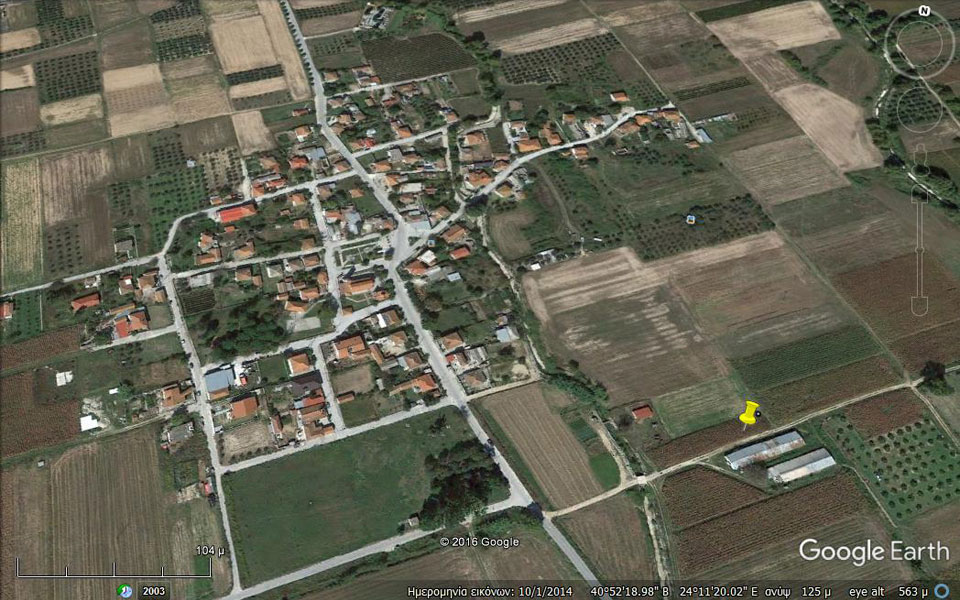 N
104 μ
© 2016 Google
Google Earth
2003
Ημερομηνία εικόνων: 10/1/2014 40°52'18.98" Β 24°11'20.02" Ε ανύψ 125 μ eye alt 563 μ